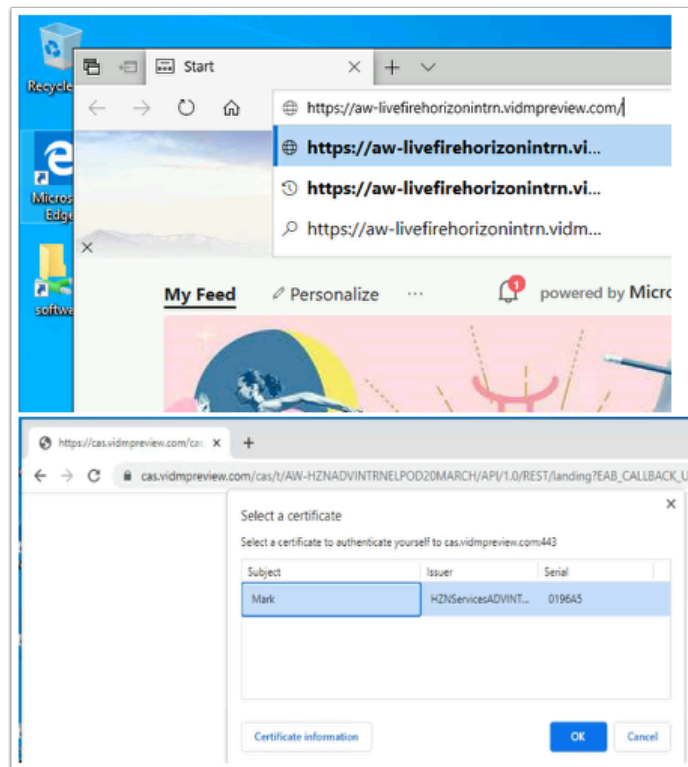 Start
Recycle
https://aw-livefirehorizonintrn.vidmpreview.com/
https://aw-livefirehorizonintrn.vi...
https://aw-livefirehorizonintrn.vi...
https://aw-livefirehorizonintrn.vidm...
Micros
Edge
softwa
My Feed Personalize ... 1 powered by Micro
https://cas.vidmpreview.com/cas
cas.vidmpreview.com/cas/t/AW-HZNADVINTRNELPOD20MARCH/API/1.0/REST/landing?EAB_CALLBACK_U
Select a certificate
Select a certificate to authenticate yourself to cas.vidmpreview.com:443
Subject Issuer Serial
Mark HZNServicesADVINT... 0196A5
Certificate information OK Cancel